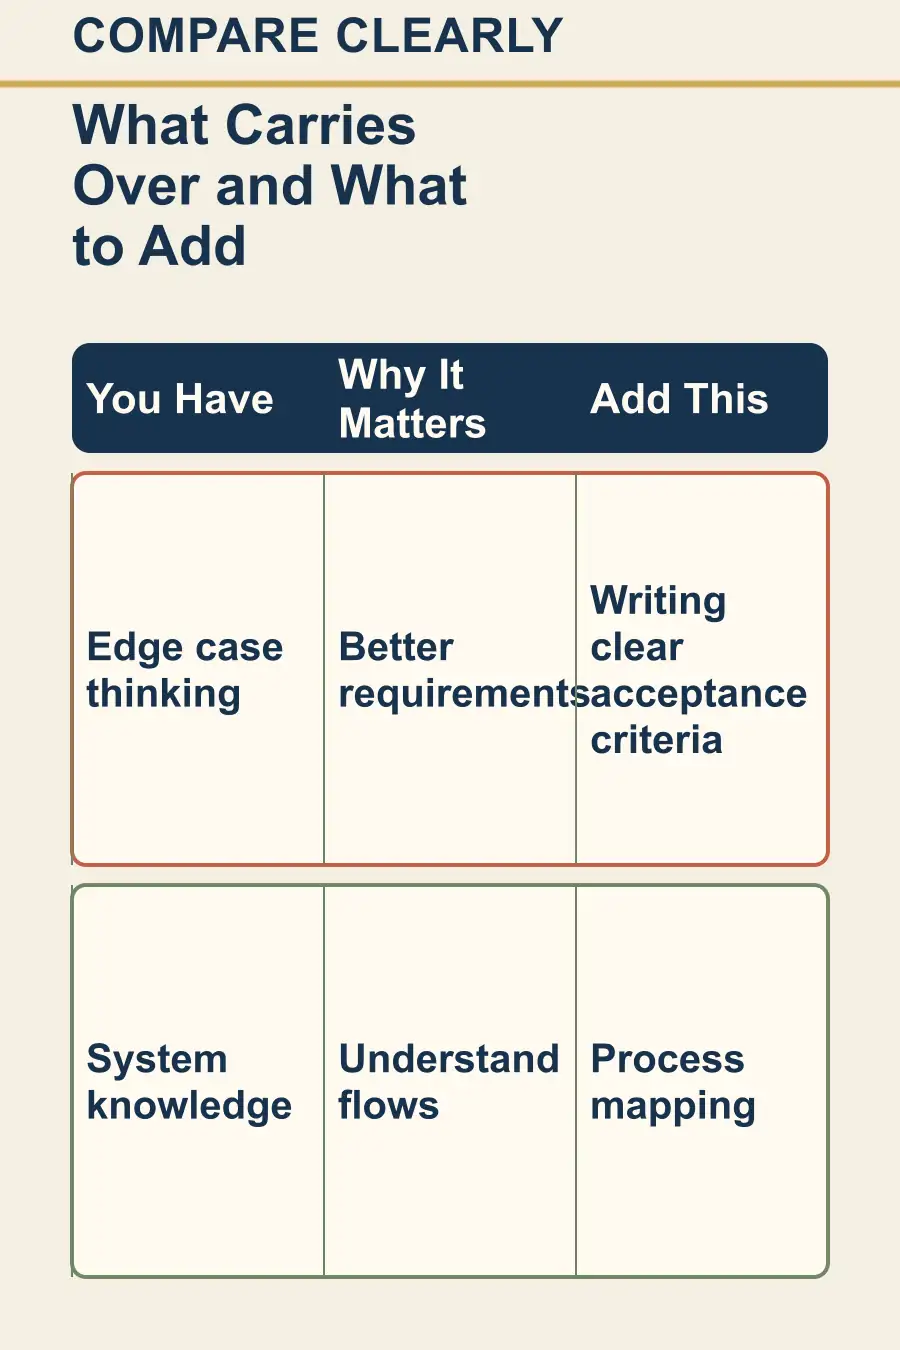 COMPARE CLEARLY
What Carries
Over and What
to Add
You Have
Why It
Matters
Add This
Edge case
thinking
Better
requirements
Writing
clear
acceptance
criteria
System
knowledge
Understand
flows
Process
mapping